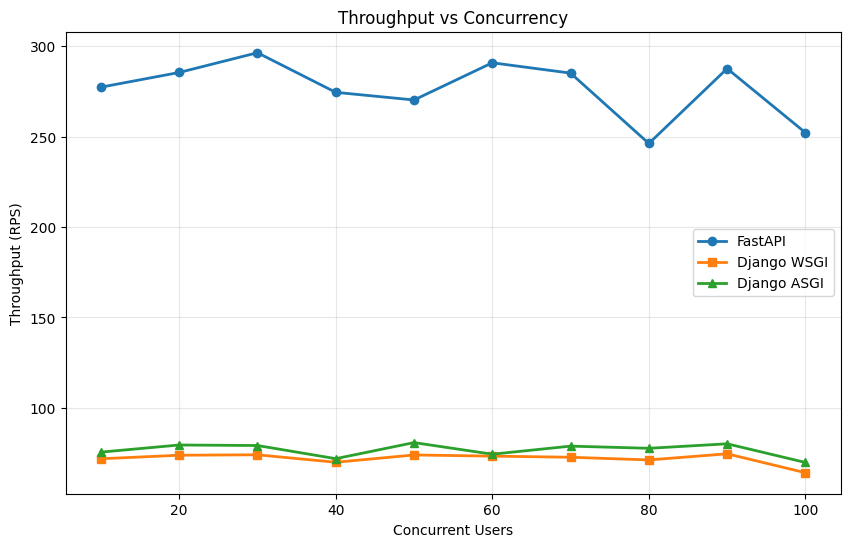 Throughput vs Concurrency
300
250
200
150
100
Throughput (RPS)
FastAPI
Django WSGI
Django ASGI
20 40 60 80 100
Concurrent Users